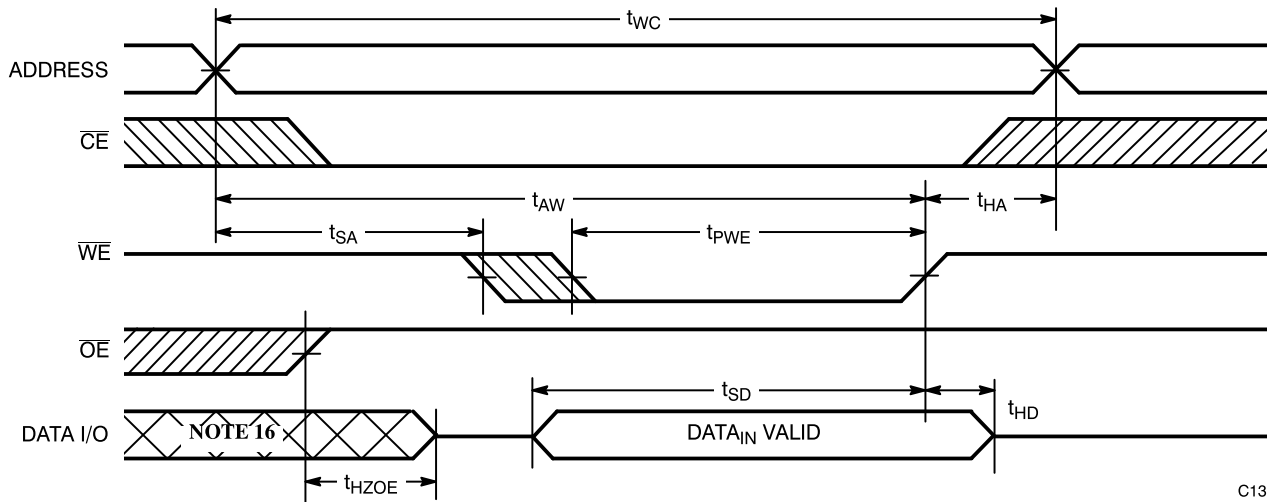 tWC
ADDRESS
CE
tAW
tHA
tSA
tPWE
WE
OE
tSD
tHD
DATA I/O
NOTE 16
DATAIN VALID
tHZOE
C13